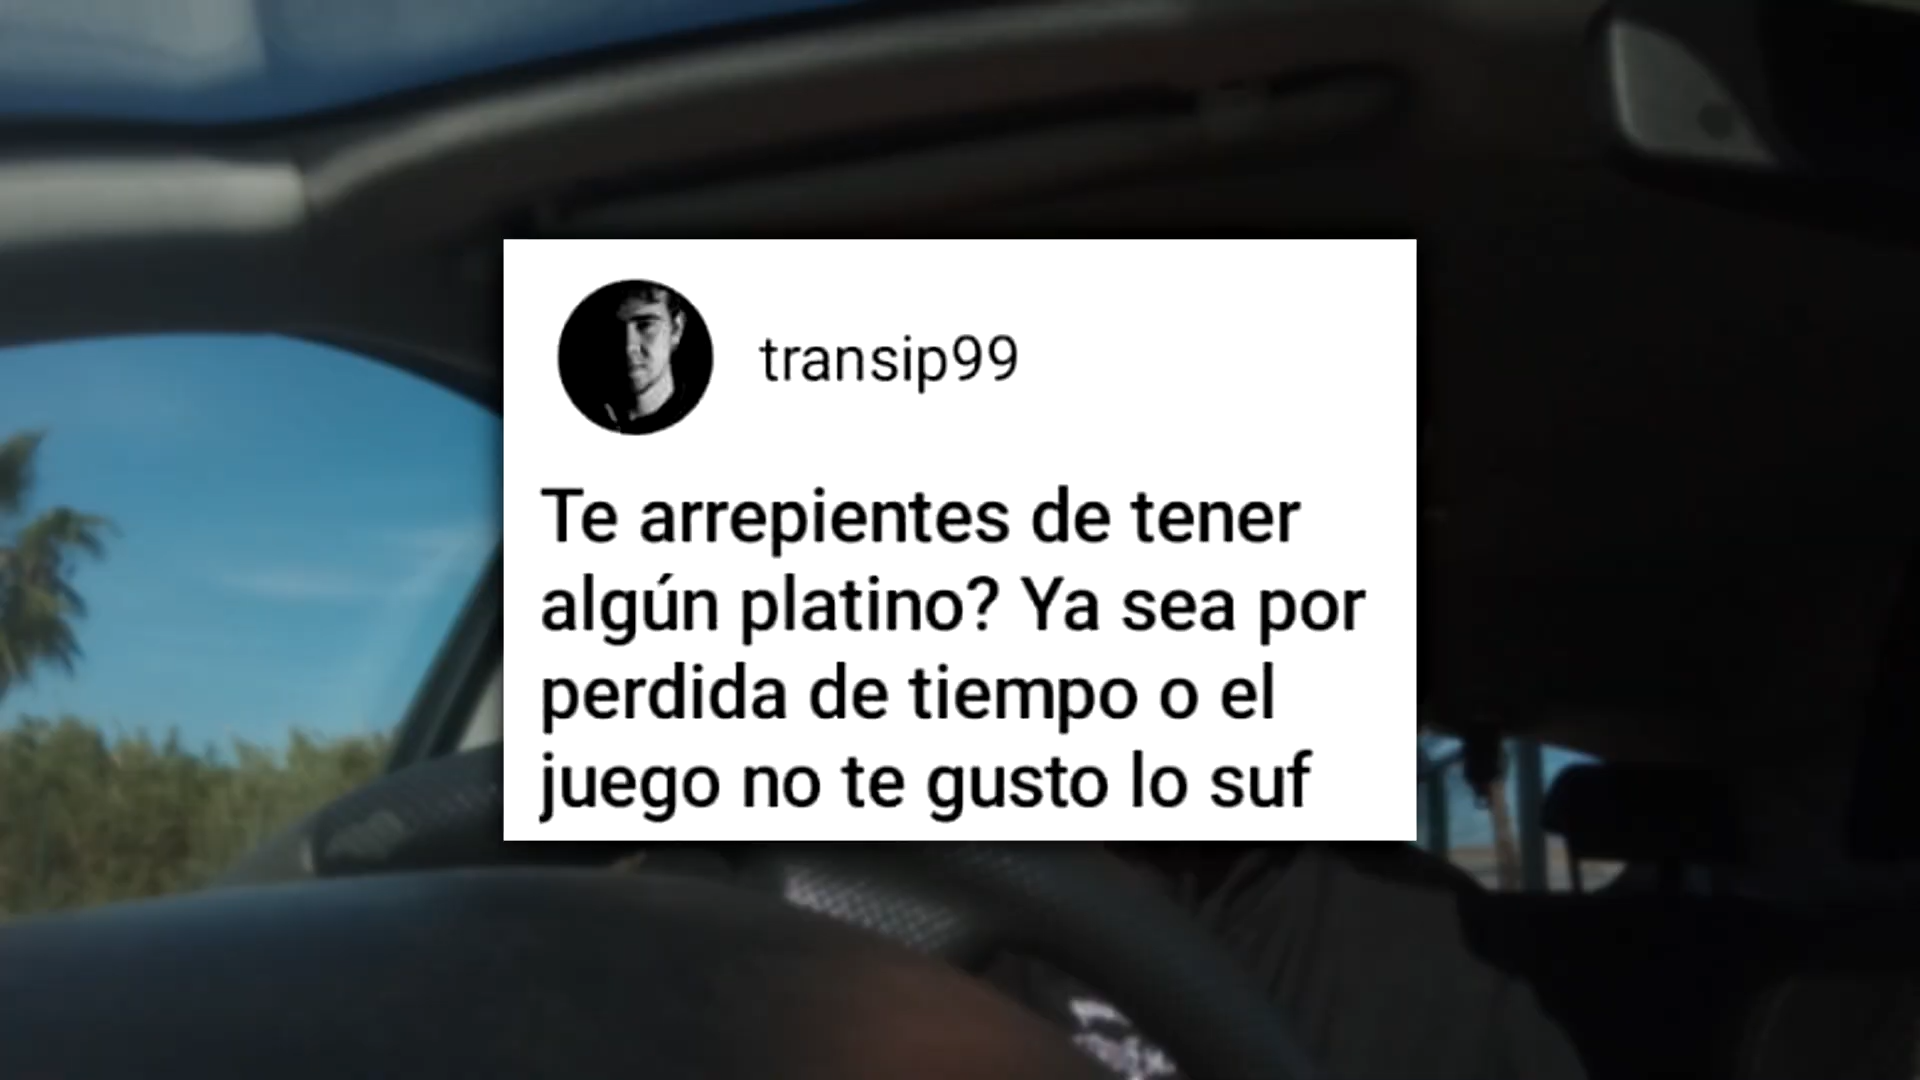 transip99
Te arrepientes de tener
algún platino? Ya sea por
perdida de tiempo o el
juego no te gusto lo suf